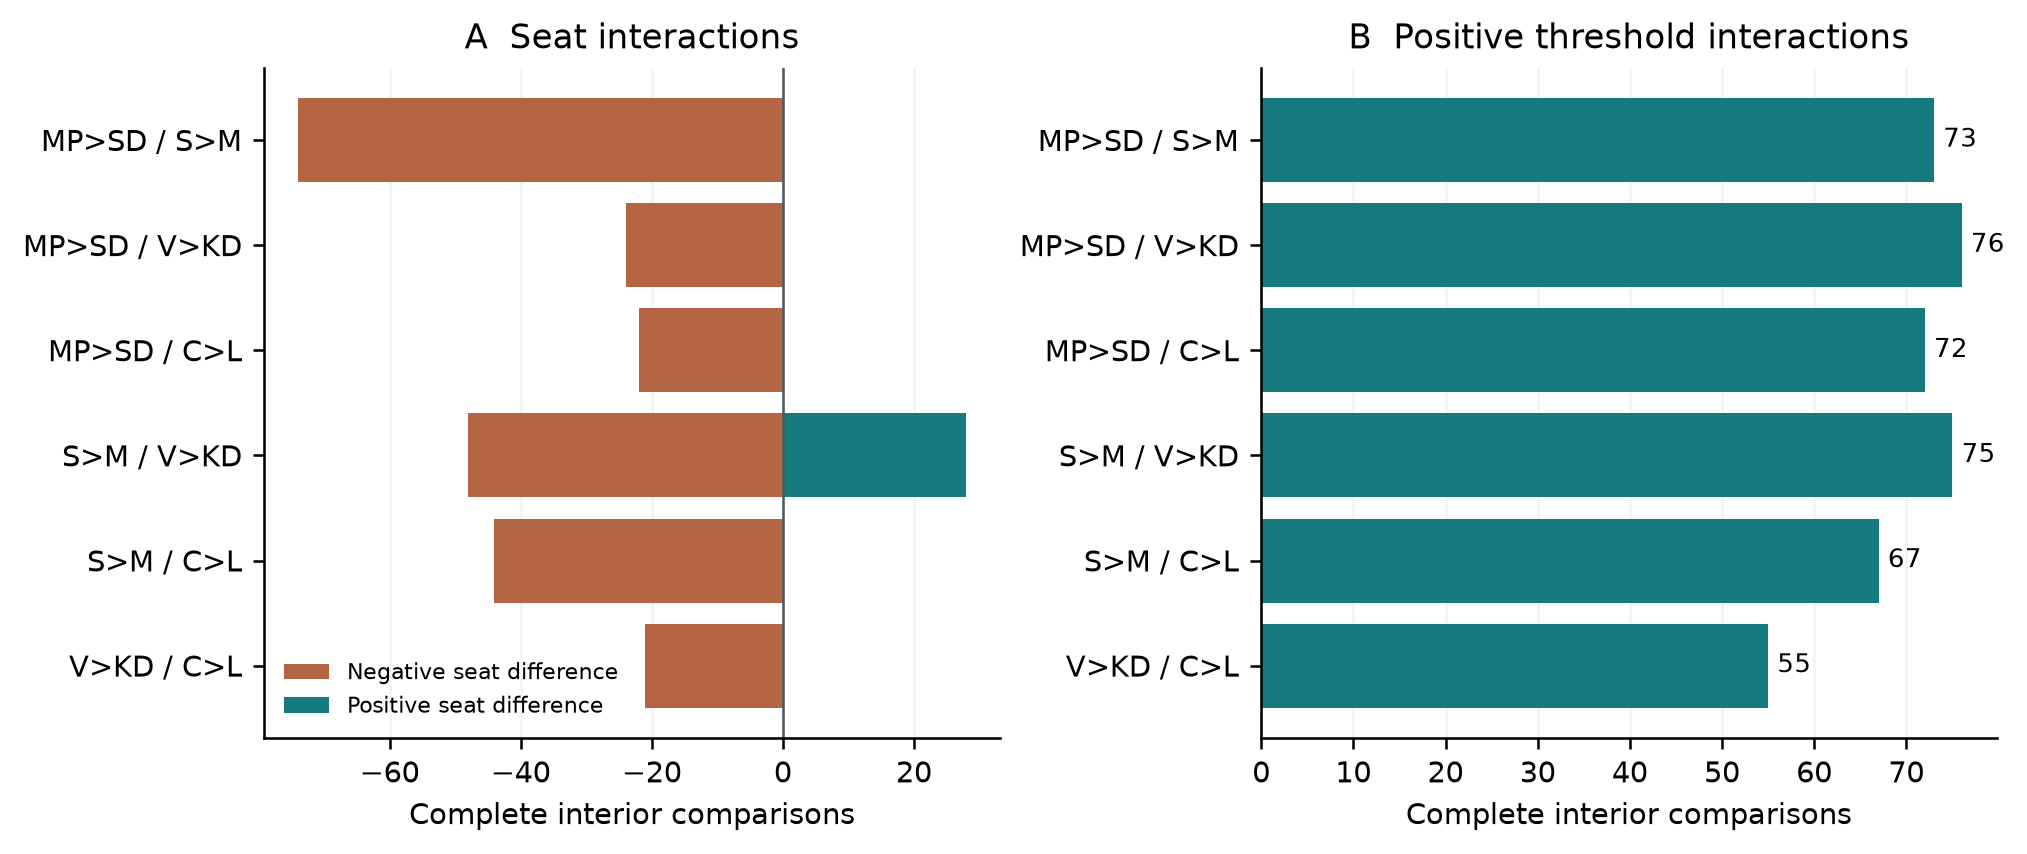 A  Seat interactions
MP>SD / S>M
MP>SD / V>KD
MP>SD / C>L
S>M / V>KD
S>M / C>L
V>KD / C>L
Negative seat difference
Positive seat difference
−60 −40 −20 0 20
Complete interior comparisons
B  Positive threshold interactions
MP>SD / S>M 73
MP>SD / V>KD 76
MP>SD / C>L 72
S>M / V>KD 75
S>M / C>L 67
V>KD / C>L 55
0 10 20 30 40 50 60 70
Complete interior comparisons